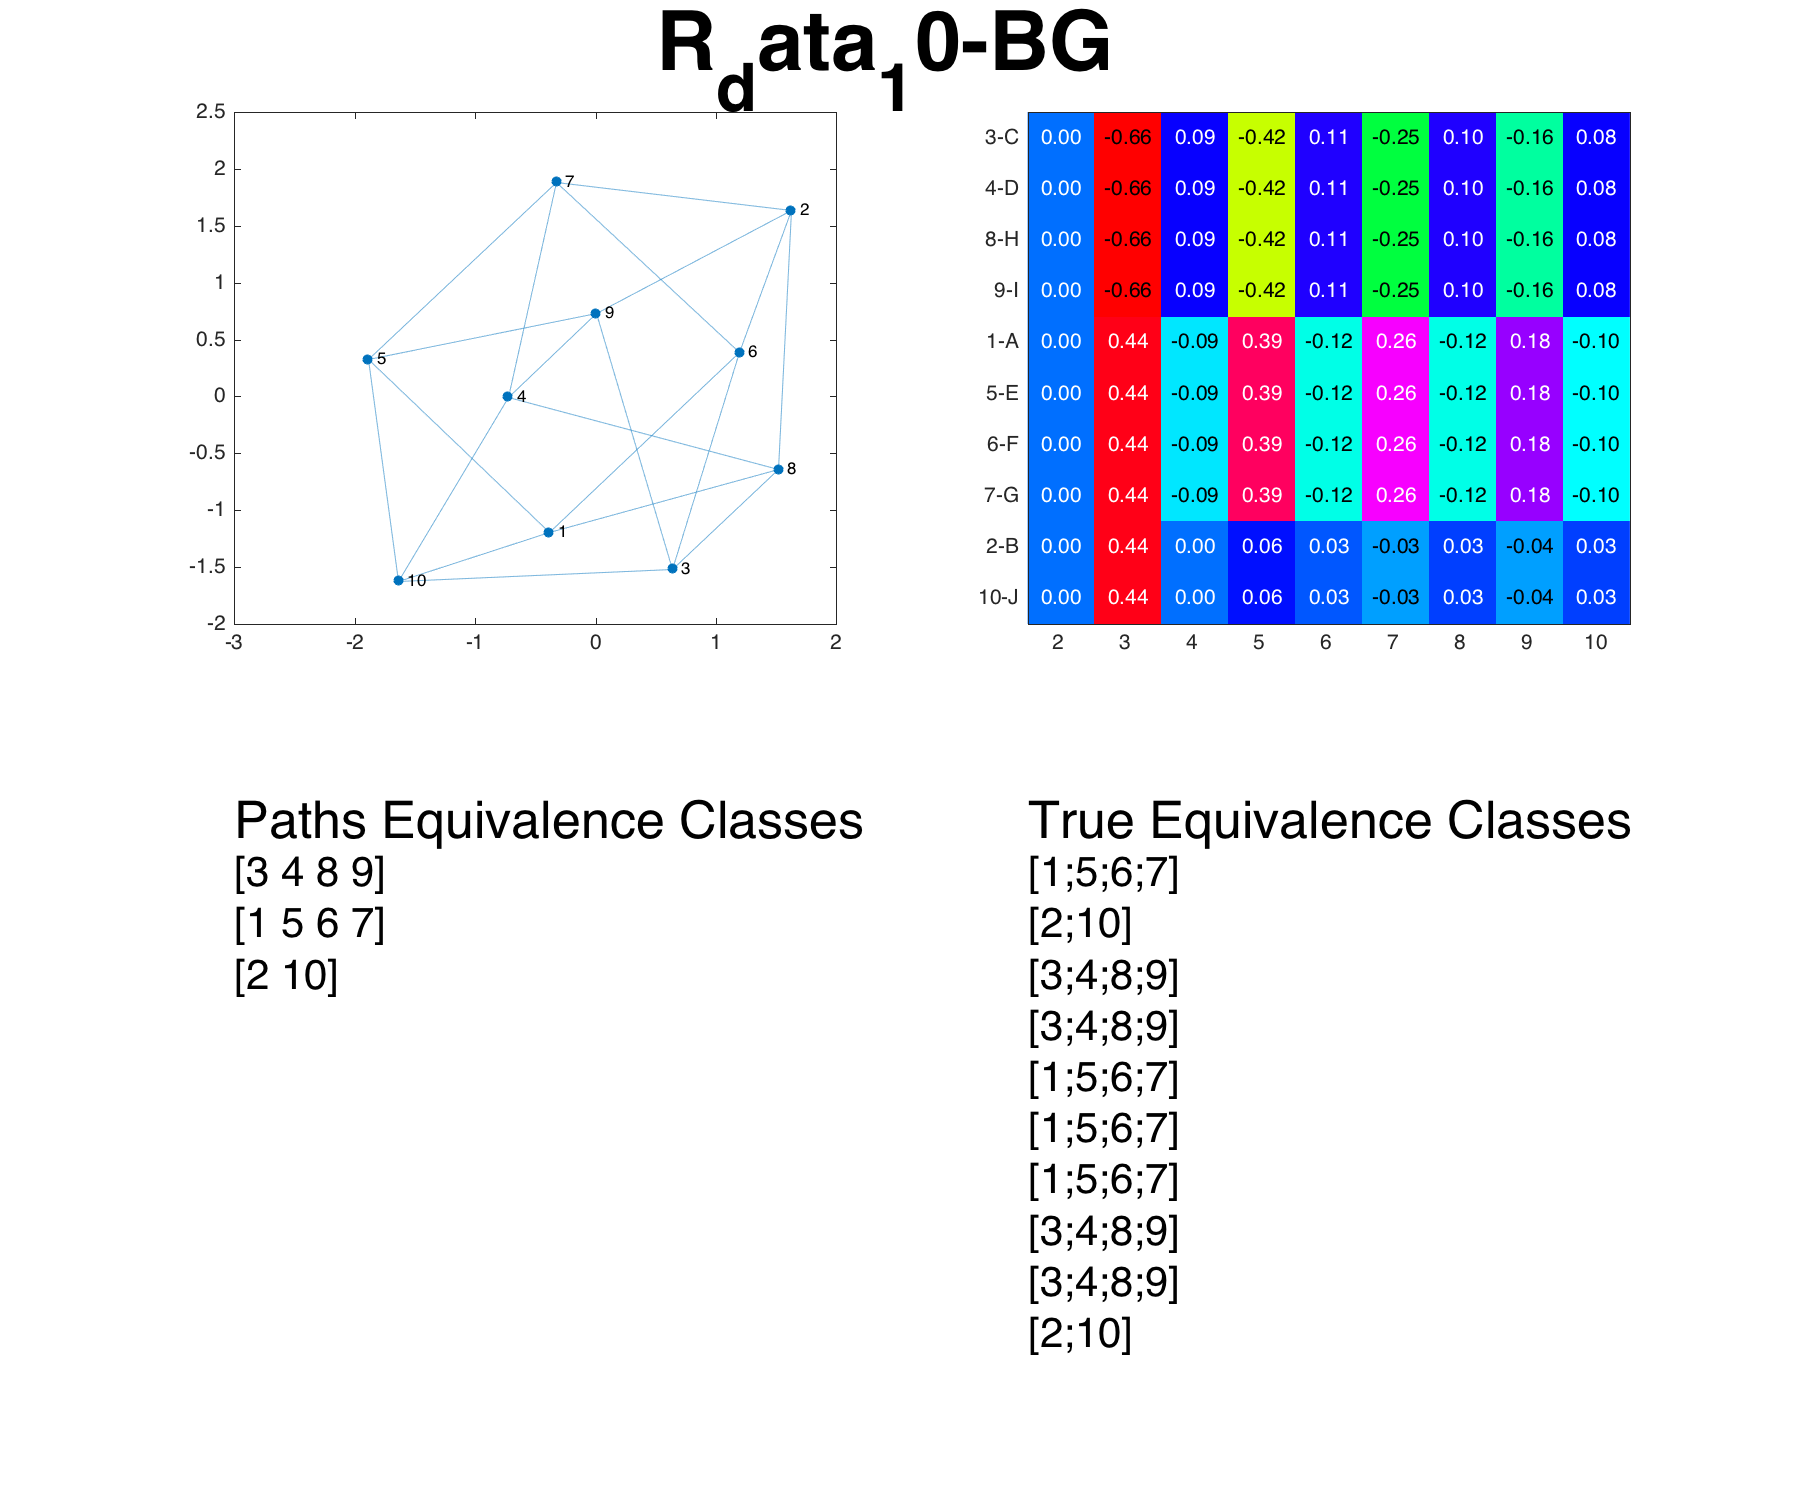 R_data_10-BG
2.5
2
1.5
1
0.5
0
-0.5
-1
-1.5
-2
-3 -2 -1 0 1 2
7
2
9
6
5
4
8
1
3
10
3-C 0.00 -0.66 0.09 -0.42 0.11 -0.25 0.10 -0.16 0.08
4-D 0.00 -0.66 0.09 -0.42 0.11 -0.25 0.10 -0.16 0.08
8-H 0.00 -0.66 0.09 -0.42 0.11 -0.25 0.10 -0.16 0.08
9-I 0.00 -0.66 0.09 -0.42 0.11 -0.25 0.10 -0.16 0.08
1-A 0.00 0.44 -0.09 0.39 -0.12 0.26 -0.12 0.18 -0.10
5-E 0.00 0.44 -0.09 0.39 -0.12 0.26 -0.12 0.18 -0.10
6-F 0.00 0.44 -0.09 0.39 -0.12 0.26 -0.12 0.18 -0.10
7-G 0.00 0.44 -0.09 0.39 -0.12 0.26 -0.12 0.18 -0.10
2-B 0.00 0.44 0.00 0.06 0.03 -0.03 0.03 -0.04 0.03
10-J 0.00 0.44 0.00 0.06 0.03 -0.03 0.03 -0.04 0.03
2 3 4 5 6 7 8 9 10
Paths Equivalence Classes
[3 4 8 9]
[1 5 6 7]
[2 10]
True Equivalence Classes
[1;5;6;7]
[2;10]
[3;4;8;9]
[3;4;8;9]
[1;5;6;7]
[1;5;6;7]
[1;5;6;7]
[3;4;8;9]
[3;4;8;9]
[2;10]